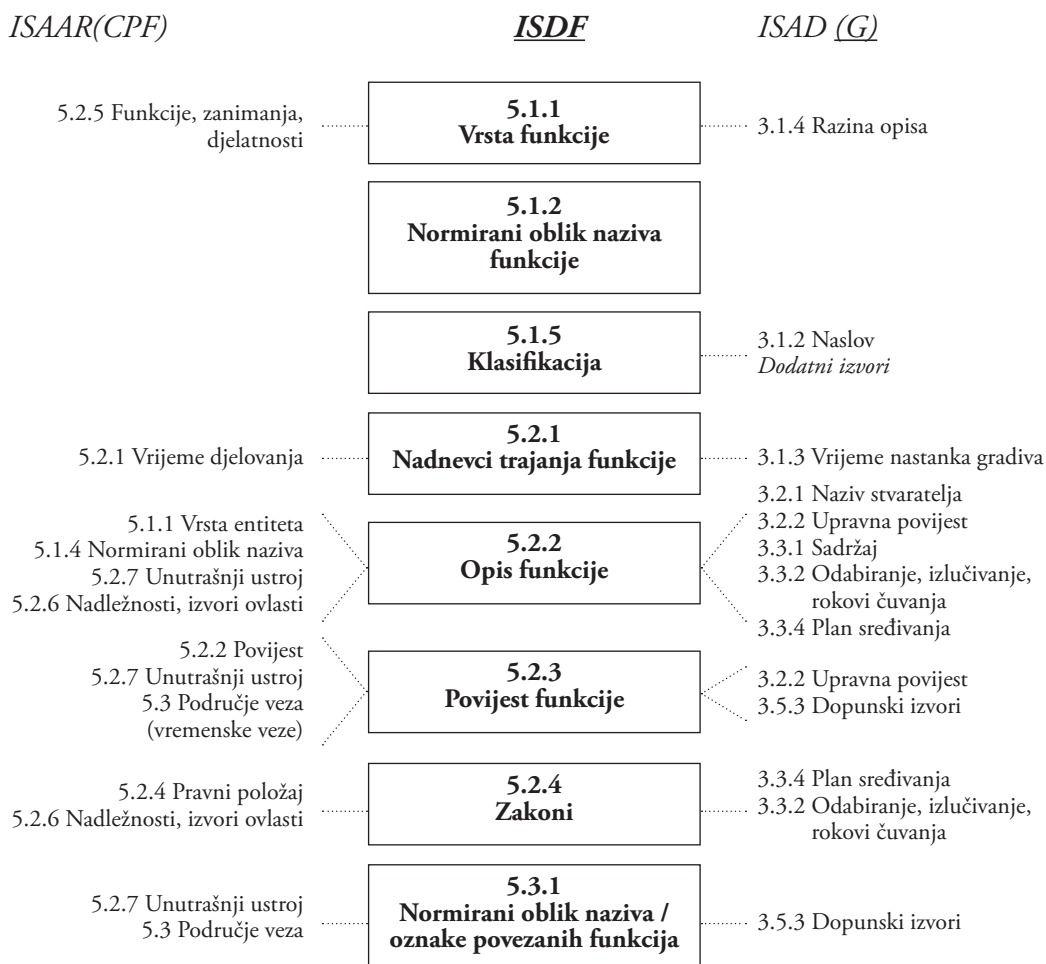 ISAAR(CPF)
ISDF
ISAD (G)
5.2.5 Funkcije, zanimanja,
djelatnosti
5.1.1
Vrsta funkcije
3.1.4 Razina opisa
5.1.2
Normirani oblik naziva
funkcije
5.1.5
Klasifikacija
3.1.2 Naslov
Dodatni izvori
5.2.1 Vrijeme djelovanja
5.2.1
Nadnevci trajanja funkcije
3.1.3 Vrijeme nastanka gradiva
5.1.1 Vrsta entiteta
5.1.4 Normirani oblik naziva
5.2.7 Unutrašnji ustroj
5.2.6 Nadležnosti, izvori ovlasti
5.2.2
Opis funkcije
3.2.1 Naziv stvaratelja
3.2.2 Upravna povijest
3.3.1 Sadržaj
3.3.2 Odabiranje, izlučivanje,
rokovi čuvanja
3.3.4 Plan sređivanja
5.2.2 Povijest
5.2.7 Unutrašnji ustroj
5.3 Područje veza
(vremenske veze)
5.2.3
Povijest funkcije
3.2.2 Upravna povijest
3.5.3 Dopunski izvori
5.2.4 Pravni položaj
5.2.6 Nadležnosti, izvori ovlasti
5.2.4
Zakoni
3.3.4 Plan sređivanja
3.3.2 Odabiranje, izlučivanje,
rokovi čuvanja
5.2.7 Unutrašnji ustroj
5.3 Područje veza
5.3.1
Normirani oblik naziva /
oznake povezanih funkcija
3.5.3 Dopunski izvori